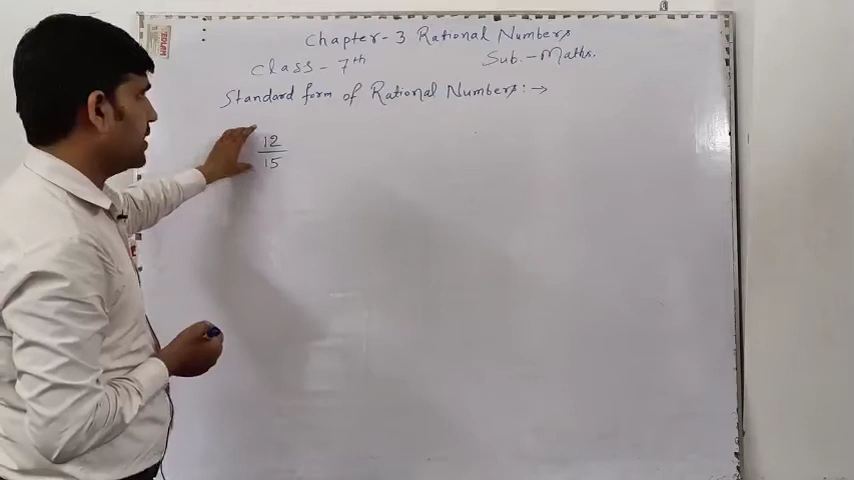 Chapter-3 Rational Numbers
Class-7th
Sub.-Maths.
Standard form of Rational Numbers:→
12
15